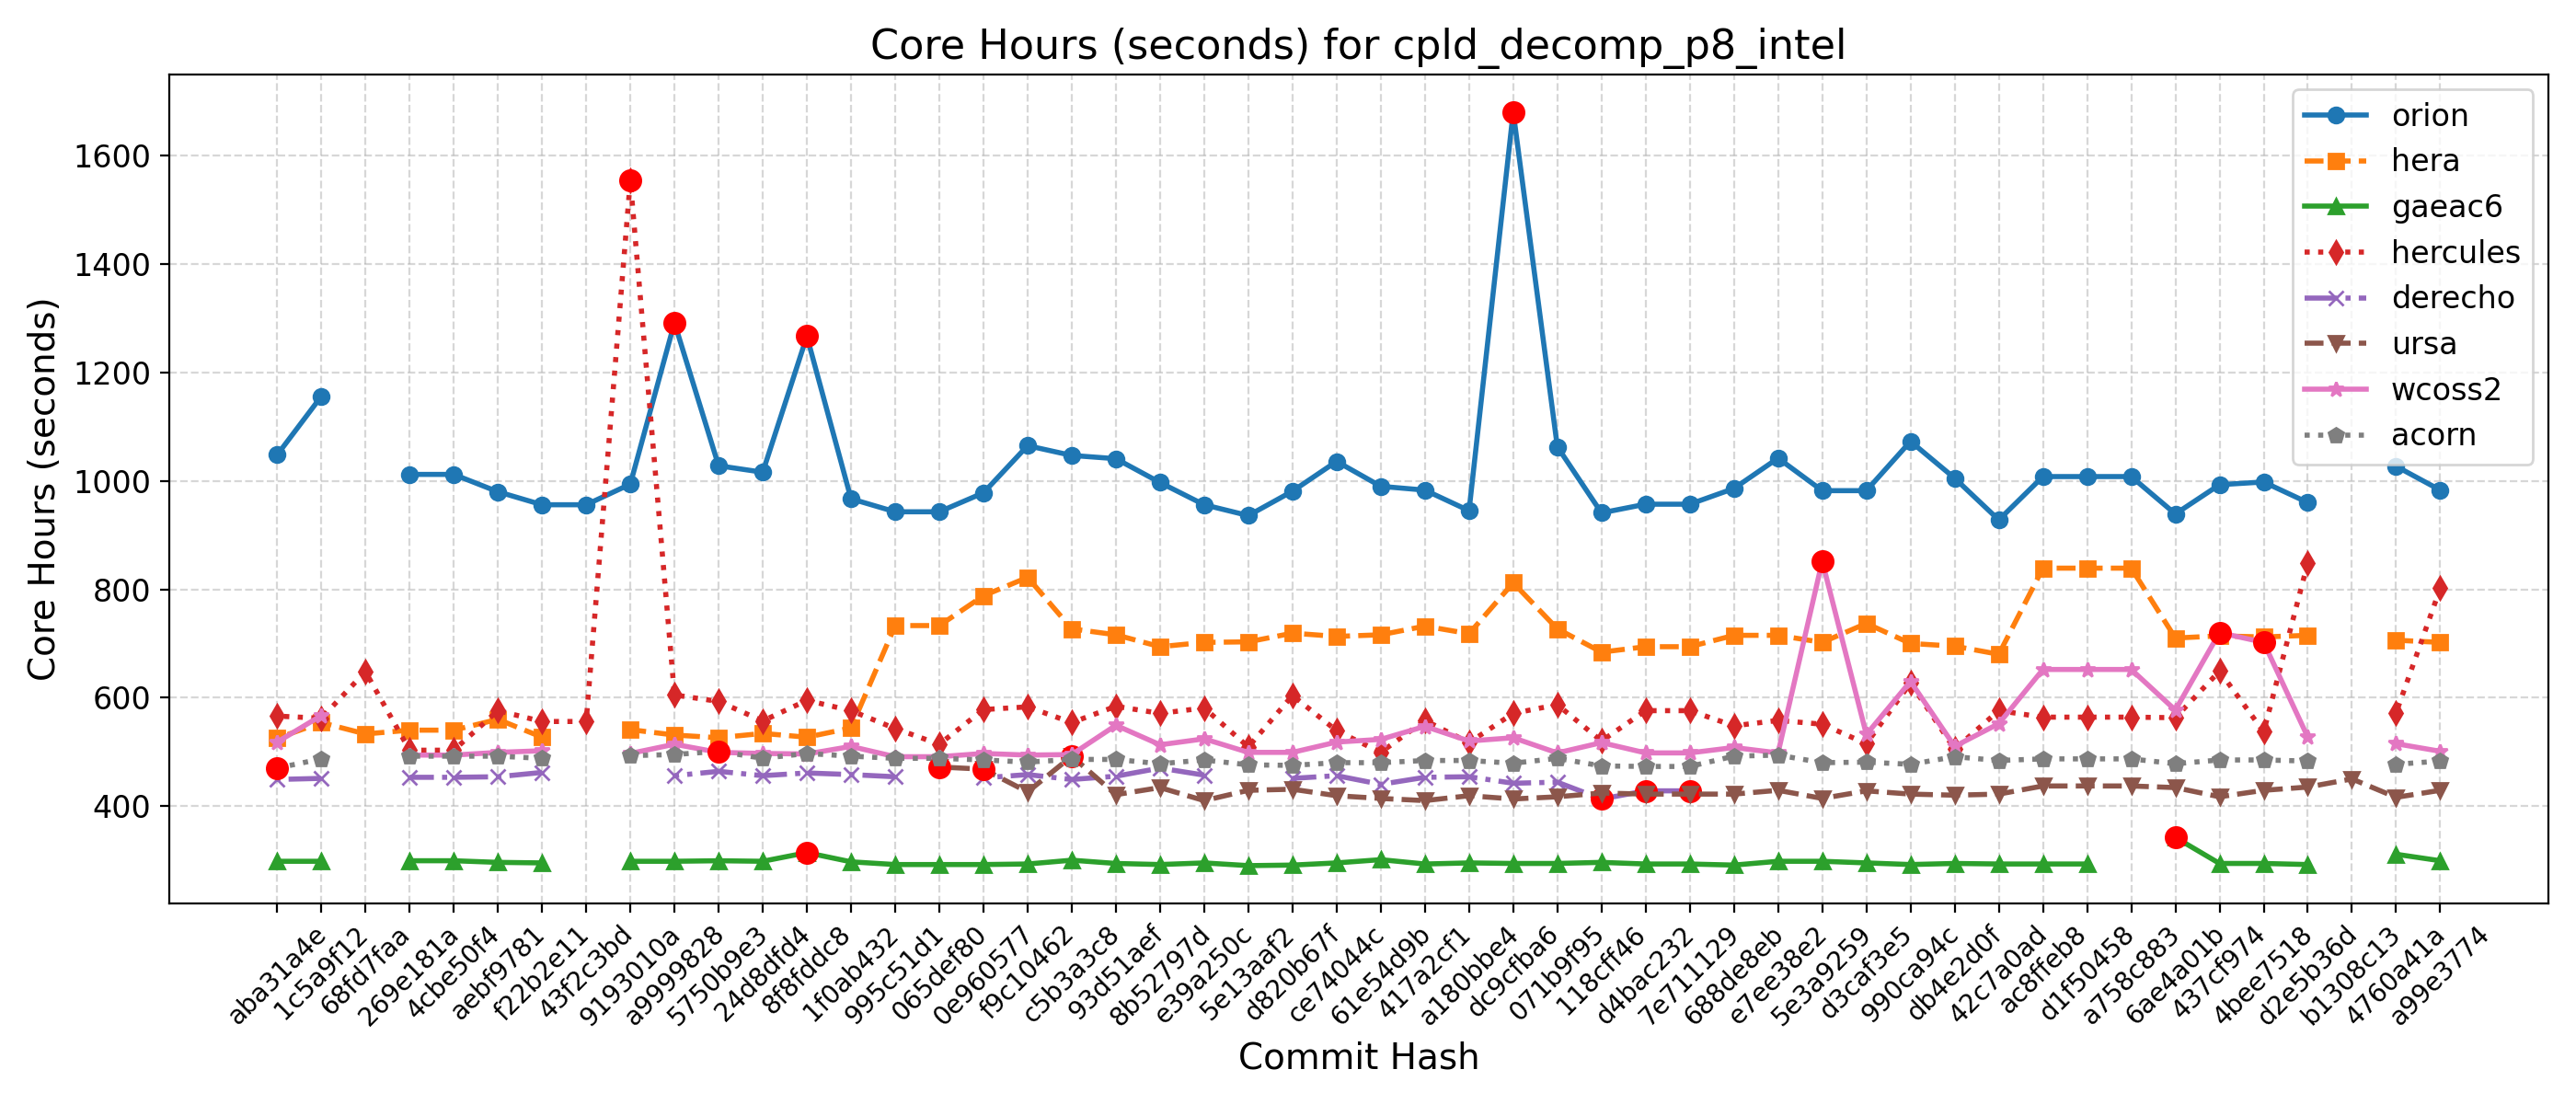 Core Hours (seconds) for cpld_decomp_p8_intel
Core Hours (seconds)
1600
1400
1200
1000
800
600
400
orion
hera
gaeac6
hercules
derecho
ursa
wcoss2
acorn
aba31a4e
1c5a9f12
68fd7faa
269e181a
4cbe50f4
aebf9781
f22b2e11
43f2c3bd
9193010a
a9999828
5750b9e3
24d8dfd4
8f8fddc8
1f0ab432
995c51d1
065def80
0e960577
f9c10462
c5b3a3c8
93d51aef
8b52797d
e39a250c
5e13aaf2
d820b67f
ce74044c
61e54d9b
417a2cf1
a180bbe4
dc9cfba6
071b9f95
118cff46
d4bac232
7e711129
688de8eb
e7ee38e2
5e3a9259
d3caf3e5
990ca94c
db4e2d0f
42c7a0ad
ac8ffeb8
d1f50458
a758c883
6ae4a01b
437cf974
4bee7518
d2e5b36d
b1308c13
4760a41a
a99e3774
Commit Hash